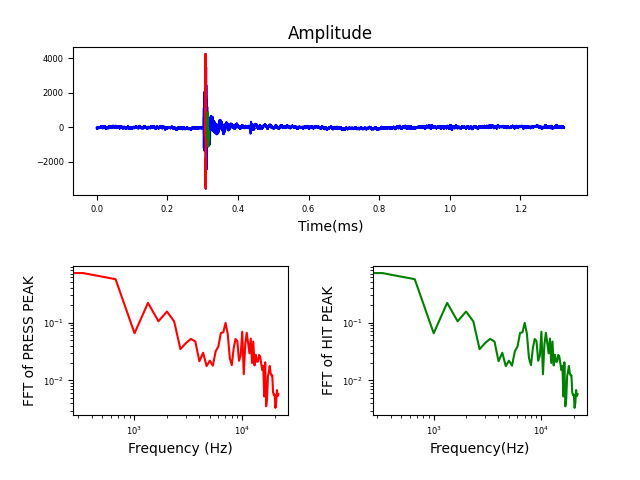 Amplitude
4000
2000
0
−2000
0.0 0.2 0.4 0.6 0.8 1.0 1.2
Time(ms)
FFT of PRESS PEAK
10⁻¹
10⁻²
10³ 10⁴
Frequency (Hz)
FFT of HIT PEAK
10⁻¹
10⁻²
10³ 10⁴
Frequency(Hz)